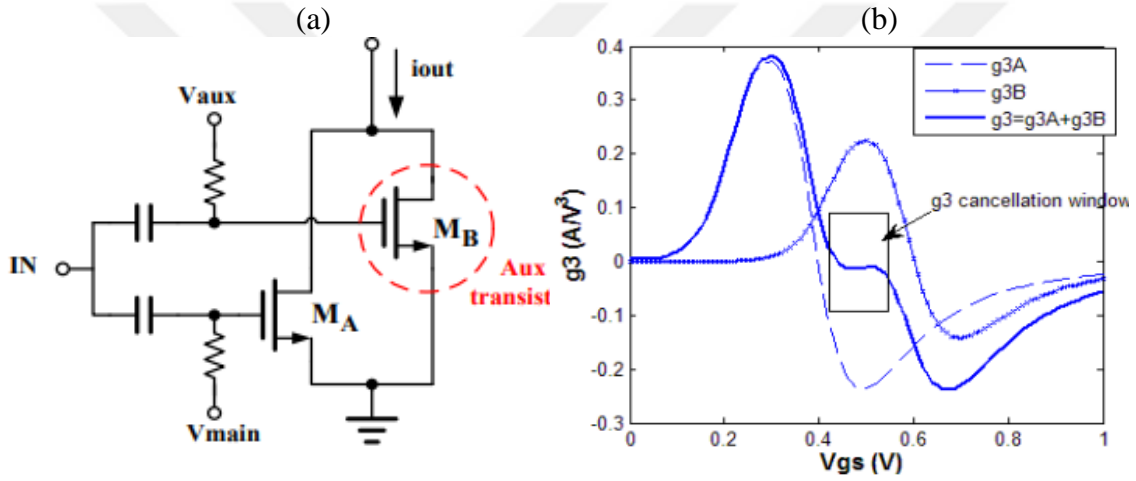 (a)
Vaux
iout
IN
M_B
Aux
transist
M_A
Vmain
(b)
g3 (A/V³)
0.4
0.3
0.2
0.1
0
-0.1
-0.2
-0.3
g3A
g3B
g3=g3A+g3B
g3 cancellation window
0
0.2
0.4
0.6
0.8
1
Vgs (V)